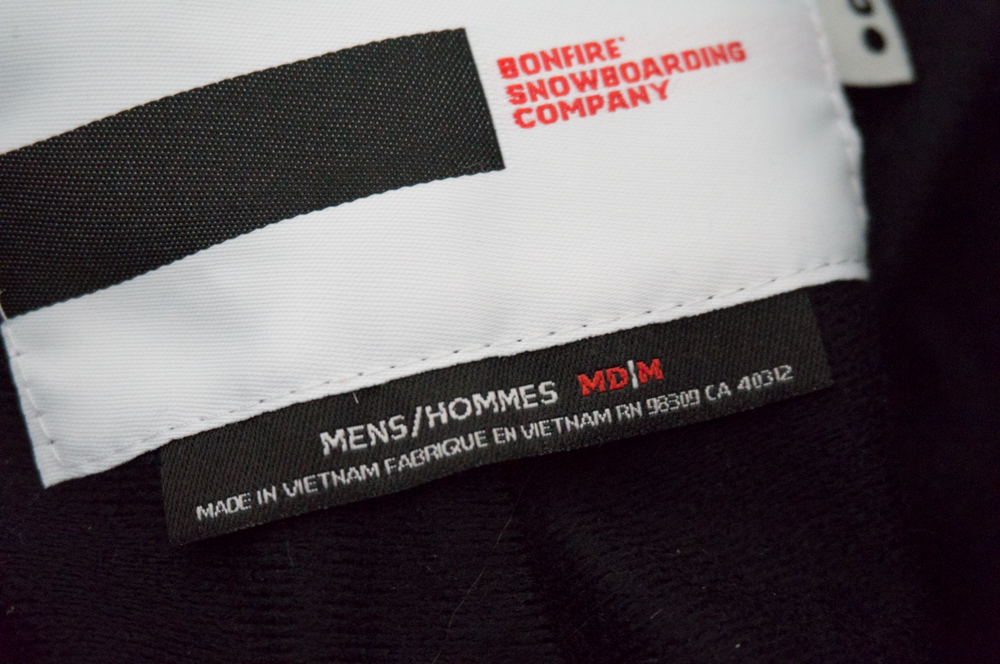 BONFIRE
SNOWBOARDING
COMPANY
MENS/HOMMES MD|M
MADE IN VIETNAM FABRIQUE EN VIETNAM RN 98309 CA 40312